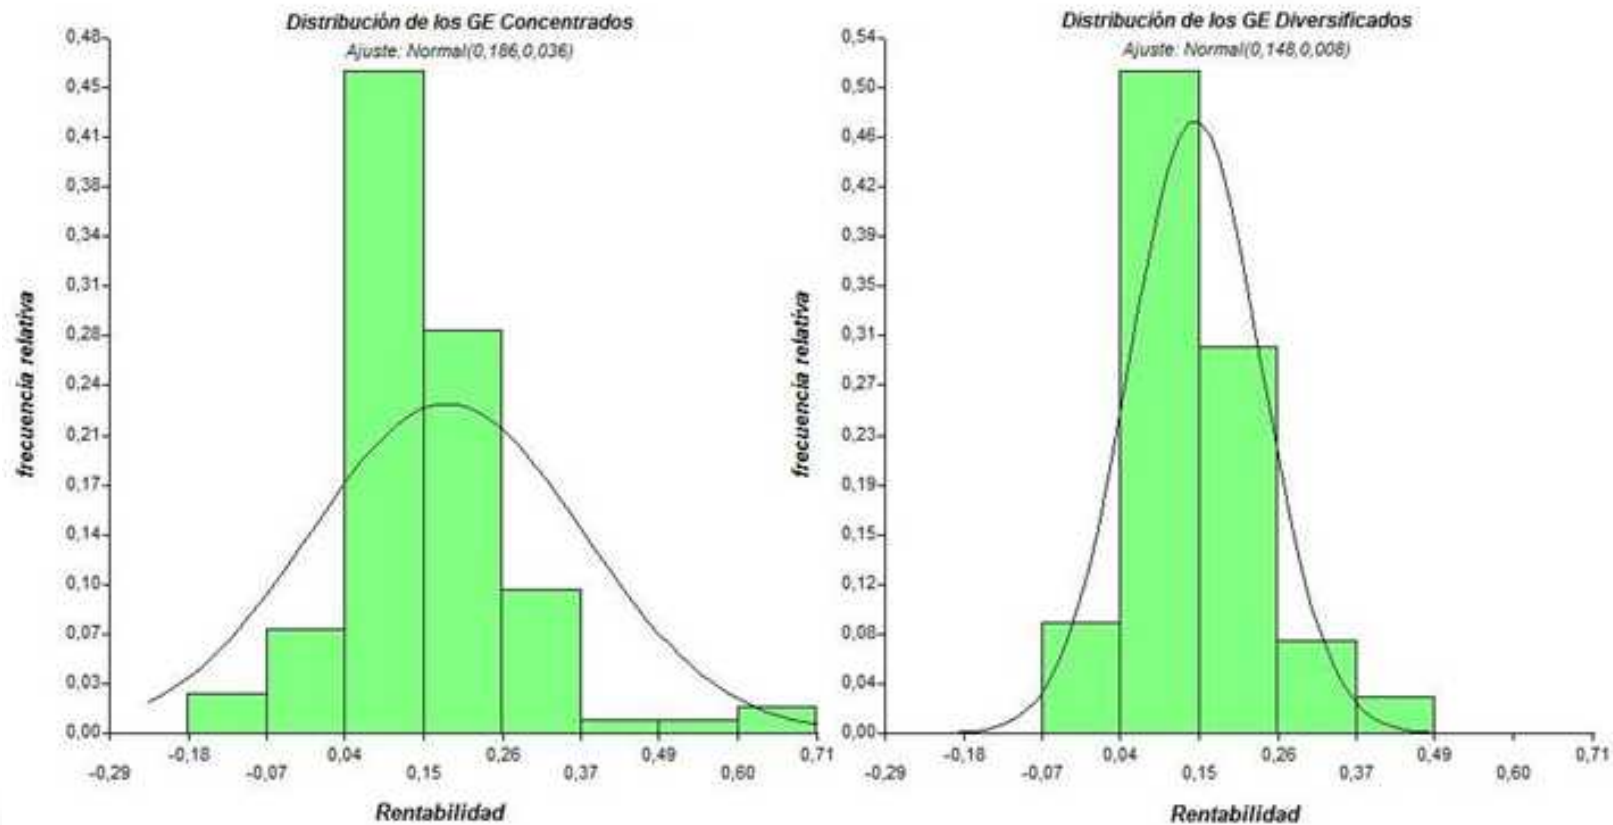 Distribución de los GE Concentrados
Ajuste: Normal(0,186,0,036)
0,48
0,45
0,41
0,38
0,34
0,31
0,28
0,24
0,21
0,17
0,14
0,10
0,07
0,03
0,00
frecuencia relativa
-0,18 0,04 0,26 0,49 0,71
-0,29 -0,07 0,15 0,37 0,60
Rentabilidad
Distribución de los GE Diversificados
Ajuste: Normal(0,148,0,008)
0,54
0,50
0,46
0,42
0,39
0,35
0,31
0,27
0,23
0,19
0,15
0,12
0,08
0,04
0,00
frecuencia relativa
-0,18 0,04 0,26 0,49 0,71
-0,29 -0,07 0,15 0,37 0,60
Rentabilidad